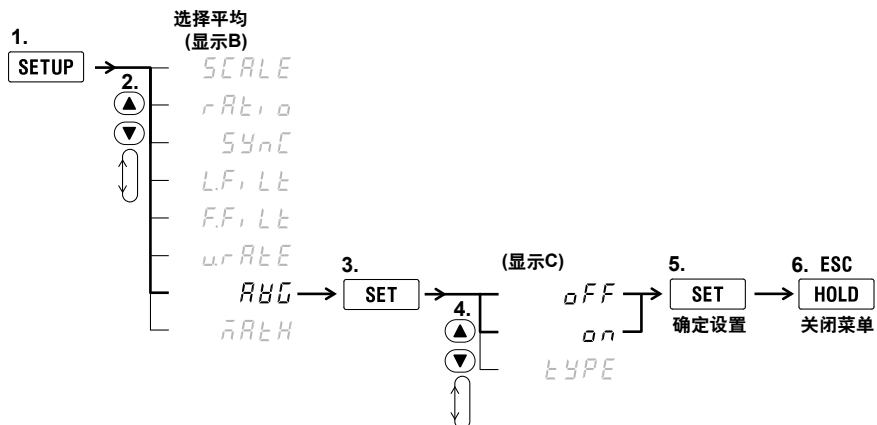 选择平均
(显示B)
1.
SETUP
2.
SCALE
rAtio
SYnC
L.FiLt
F.FiLt
u.rAtE
AVG
mAtH
3.
SET
4.
(显示C)
oFF
on
tYPE
5.
SET
确定设置
6. ESC
HOLD
关闭菜单